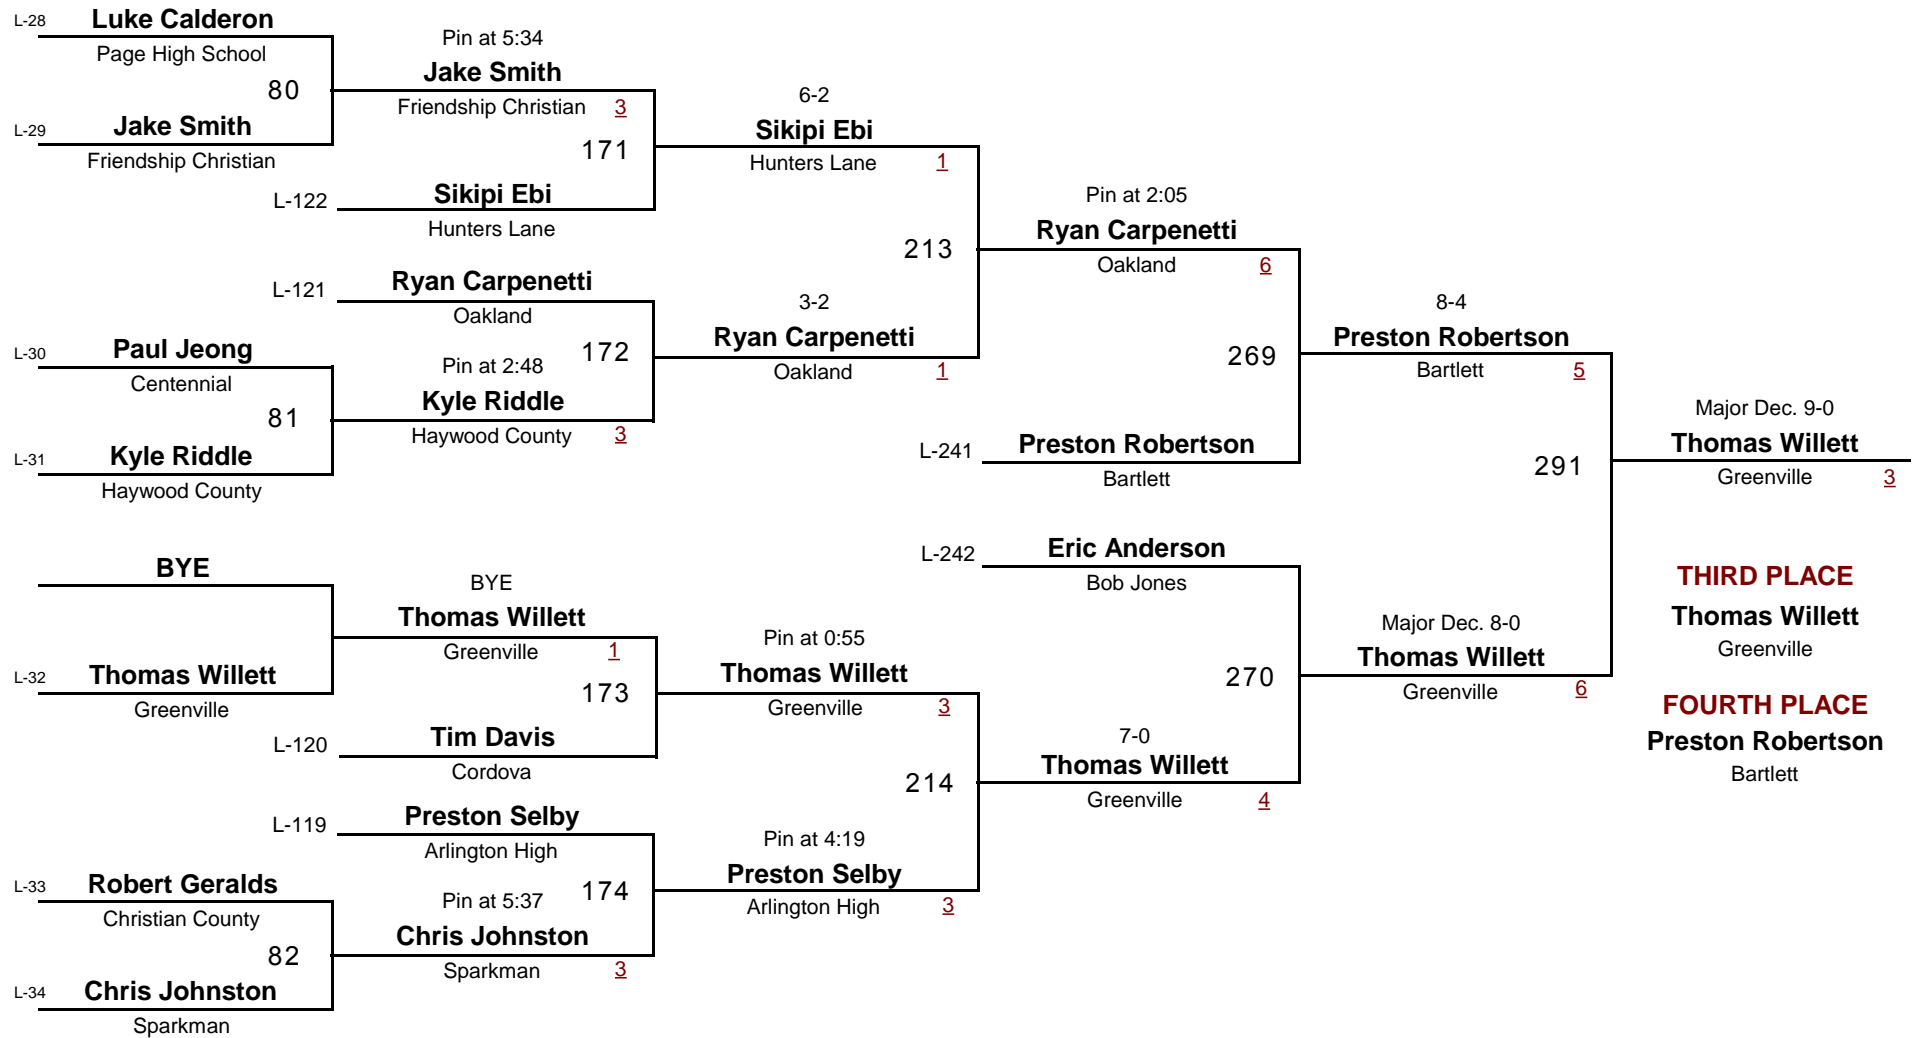 L-28 Luke Calderon
Page High School
80
L-29 Jake Smith
Friendship Christian
Pin at 5:34
Jake Smith
Friendship Christian 3
171
L-122 Sikipi Ebi
Hunters Lane
6-2
Sikipi Ebi
Hunters Lane 1
213
L-121 Ryan Carpenetti
Oakland
172
L-30 Paul Jeong
Centennial
81
L-31 Kyle Riddle
Haywood County
Pin at 2:48
Kyle Riddle
Haywood County 3
3-2
Ryan Carpenetti
Oakland 1
Pin at 2:05
Ryan Carpenetti
Oakland 6
269
L-241 Preston Robertson
Bartlett
8-4
Preston Robertson
Bartlett 5
291
Major Dec. 9-0
Thomas Willett
Greenville 3
BYE
L-32 Thomas Willett
Greenville
BYE
Thomas Willett
Greenville 1
173
L-120 Tim Davis
Cordova
Pin at 0:55
Thomas Willett
Greenville 3
214
L-119 Preston Selby
Arlington High
174
L-33 Robert Geralds
Christian County
82
L-34 Chris Johnston
Sparkman
Pin at 5:37
Chris Johnston
Sparkman 3
Pin at 4:19
Preston Selby
Arlington High 3
L-242 Eric Anderson
Bob Jones
270
7-0
Thomas Willett
Greenville 4
Major Dec. 8-0
Thomas Willett
Greenville 6
THIRD PLACE
Thomas Willett
Greenville
FOURTH PLACE
Preston Robertson
Bartlett